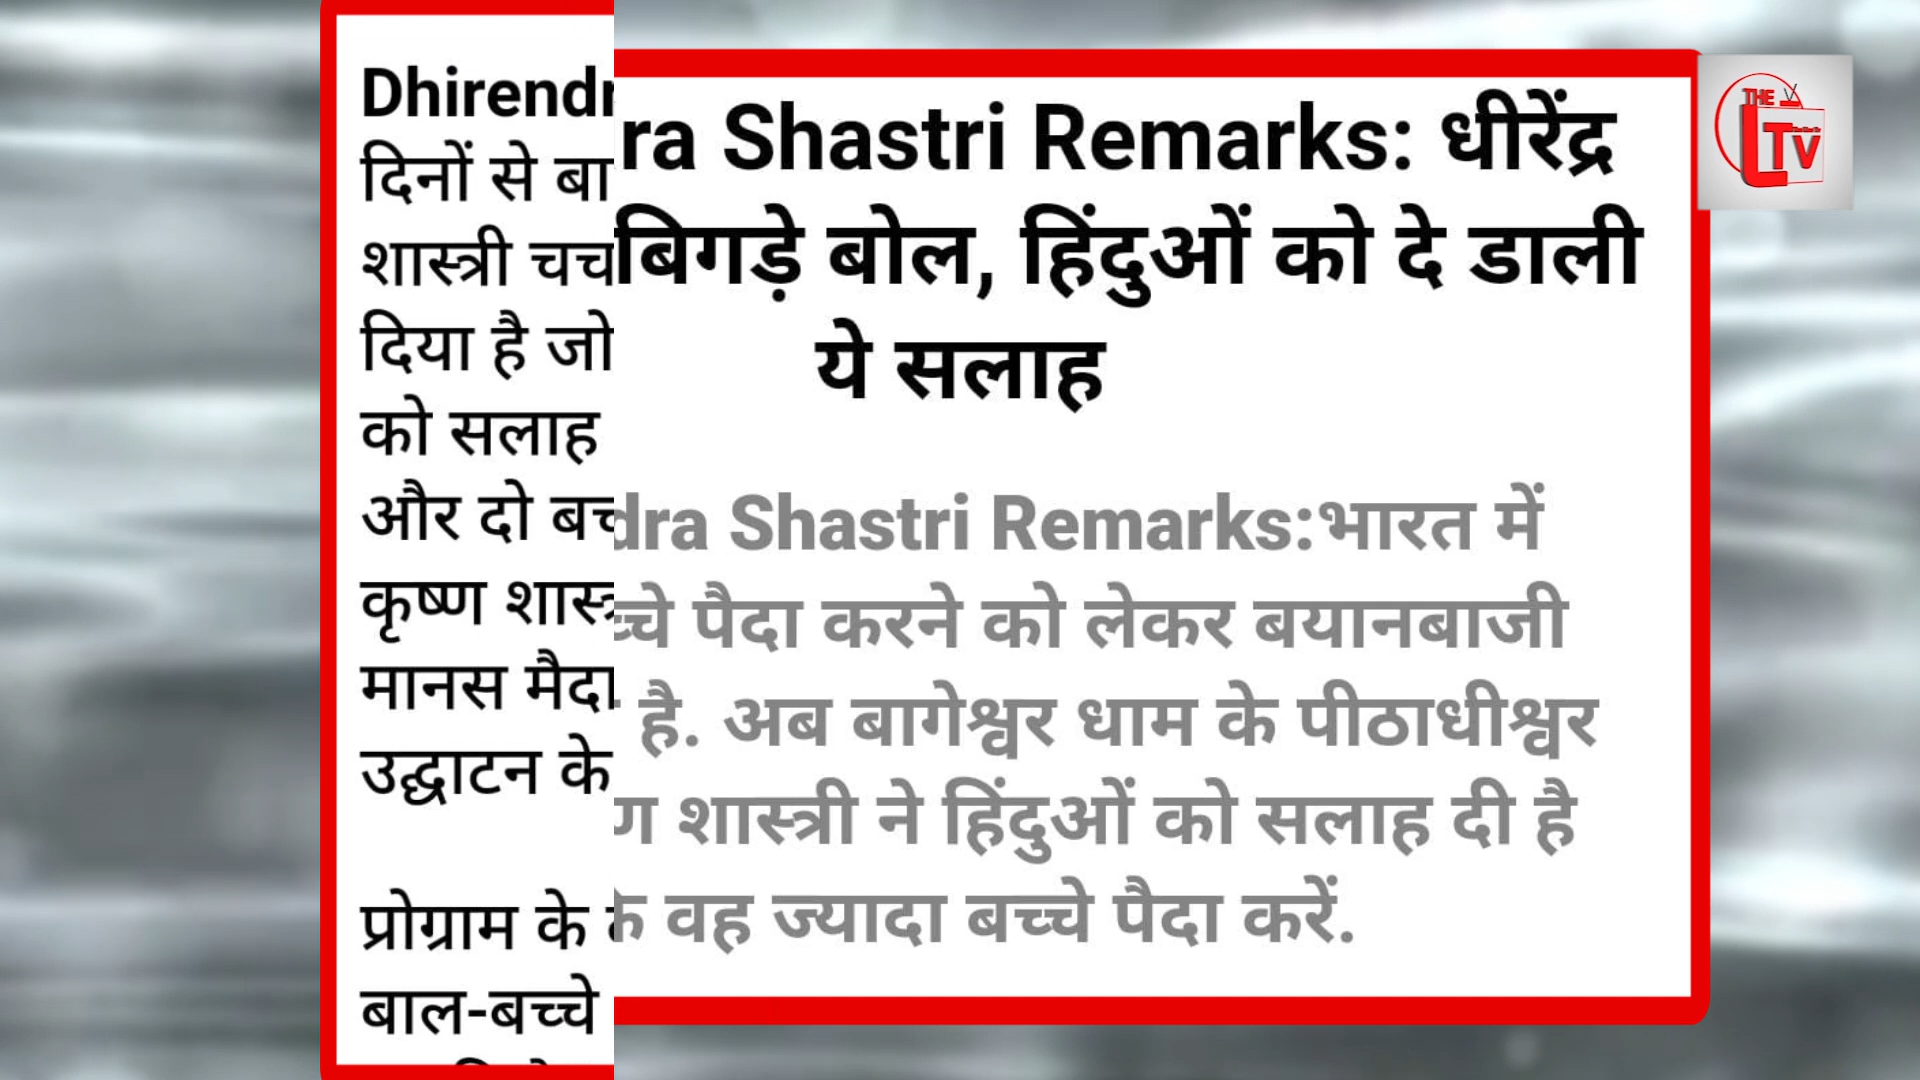 Dhirendr
दिनों से बा
शास्त्री चच
दिया है जो
को सलाह
और दो बच
कृष्ण शास्त्र
मानस मैदा
उद्घाटन के
प्रोग्राम के
बाल-बच्चे
ra Shastri Remarks: धीरेंद्र
बिगड़े बोल, हिंदुओं को दे डाली
ये सलाह
dra Shastri Remarks:भारत में
च्चे पैदा करने को लेकर बयानबाजी
है. अब बागेश्वर धाम के पीठाधीश्वर
ण शास्त्री ने हिंदुओं को सलाह दी है
के वह ज्यादा बच्चे पैदा करें.
THE
L TV